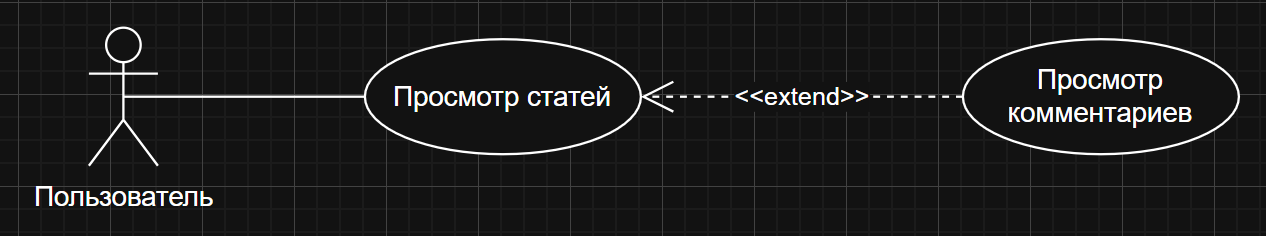 Просмотр статей
<<extend>>
Просмотр
комментариев
Пользователь